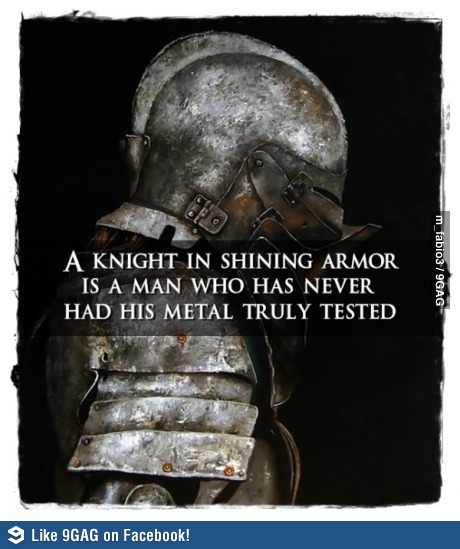 A KNIGHT IN SHINING ARMOR
IS A MAN WHO HAS NEVER
HAD HIS METAL TRULY TESTED
m_fabio3 / 9GAG
Like 9GAG on Facebook!